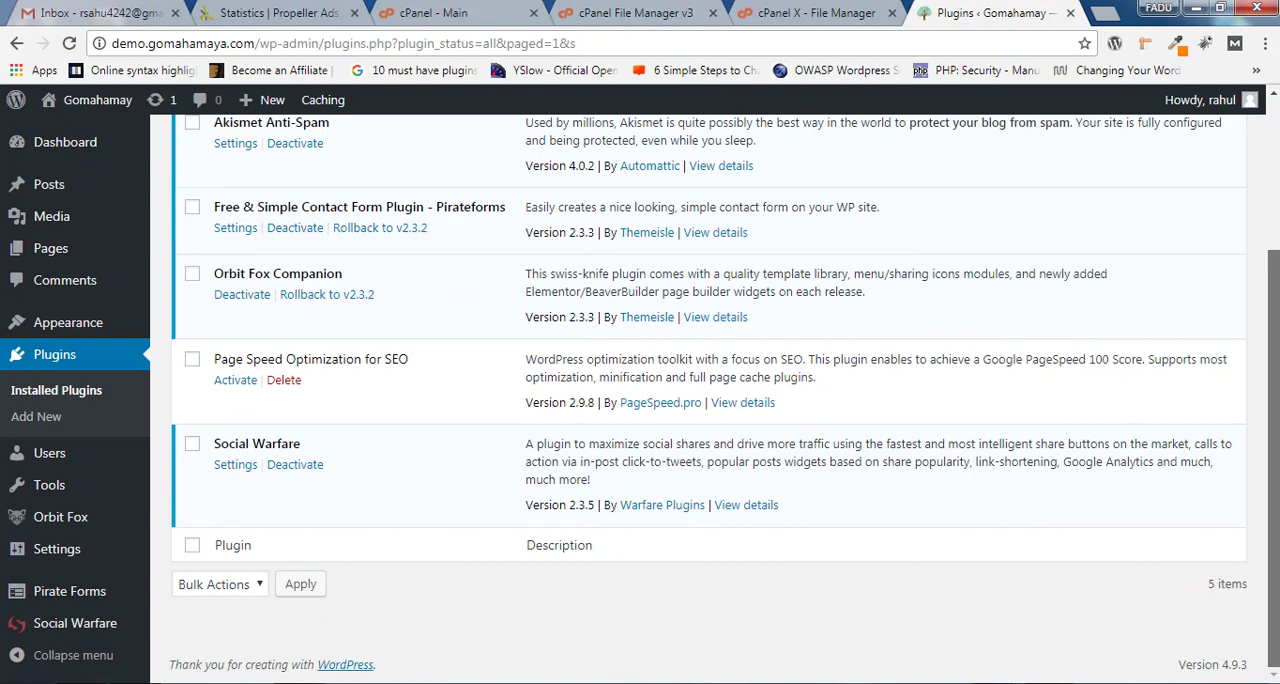 Inbox - rsahu4242@gma
Statistics | Propeller Ads
cPanel - Main
cPanel File Manager v3
cPanel X - File Manager
Plugins ‹ Gomahamay —
FADU
demo.gomahamaya.com/wp-admin/plugins.php?plugin_status=all&paged=1&s
Apps
Online syntax highlig
Become an Affiliate |
10 must have plugins
YSlow - Official Open
6 Simple Steps to Ch
OWASP Wordpress S
PHP: Security - Manu
Changing Your Word
»
Gomahamay
1
0
New
Caching
Howdy, rahul
Dashboard
Posts
Media
Pages
Comments
Appearance
Plugins
Installed Plugins
Add New
Users
Tools
Orbit Fox
Settings
Pirate Forms
Social Warfare
Collapse menu
Akismet Anti-Spam
Settings | Deactivate
Used by millions, Akismet is quite possibly the best way in the world to protect your blog from spam. Your site is fully configured
and being protected, even while you sleep.
Version 4.0.2 | By Automattic | View details
Free & Simple Contact Form Plugin - Pirateforms
Settings | Deactivate | Rollback to v2.3.2
Easily creates a nice looking, simple contact form on your WP site.
Version 2.3.3 | By Themeisle | View details
Orbit Fox Companion
Deactivate | Rollback to v2.3.2
This swiss-knife plugin comes with a quality template library, menu/sharing icons modules, and newly added
Elementor/BeaverBuilder page builder widgets on each release.
Version 2.3.3 | By Themeisle | View details
Page Speed Optimization for SEO
Activate | Delete
WordPress optimization toolkit with a focus on SEO. This plugin enables to achieve a Google PageSpeed 100 Score. Supports most
optimization, minification and full page cache plugins.
Version 2.9.8 | By PageSpeed.pro | View details
Social Warfare
Settings | Deactivate
A plugin to maximize social shares and drive more traffic using the fastest and most intelligent share buttons on the market, calls to
action via in-post click-to-tweets, popular posts widgets based on share popularity, link-shortening, Google Analytics and much,
much more!
Version 2.3.5 | By Warfare Plugins | View details
Plugin
Description
Bulk Actions
Apply
5 items
Thank you for creating with WordPress.
Version 4.9.3